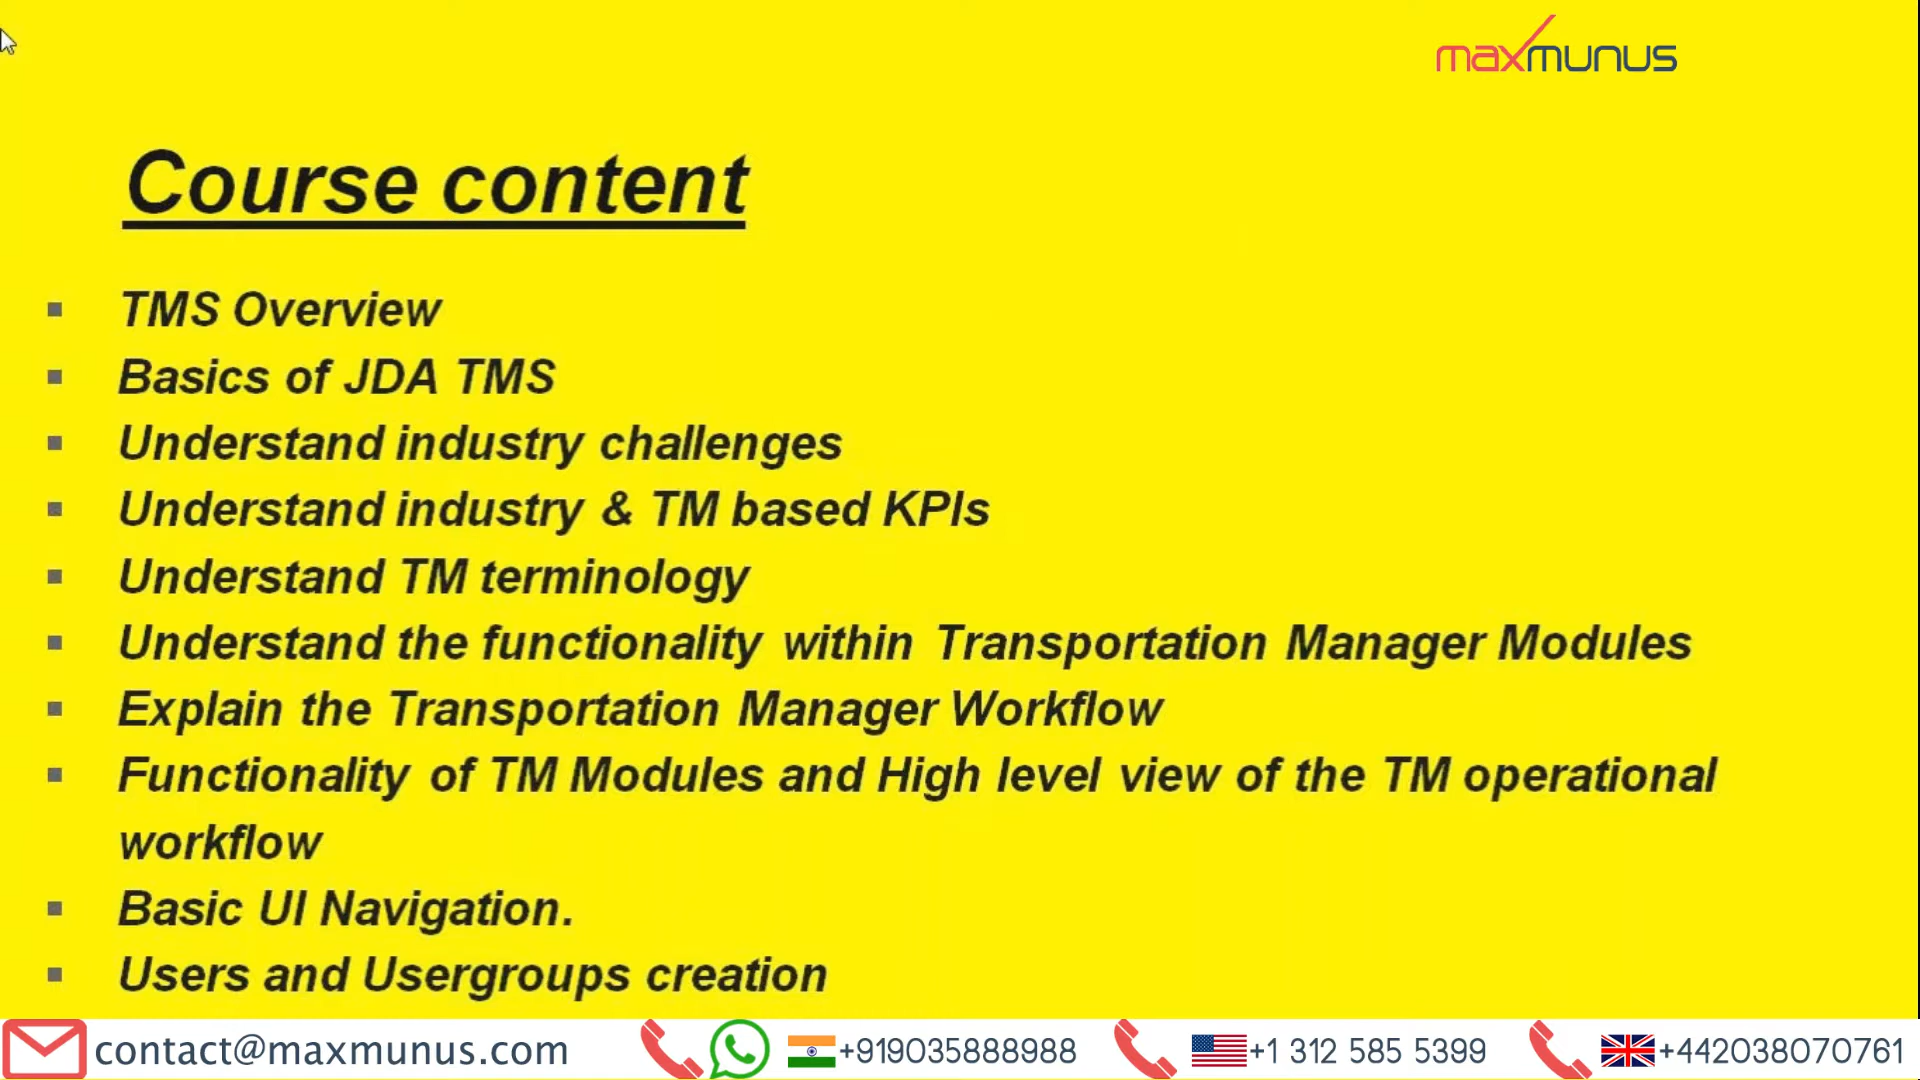 maxmunus
Course content
TMS Overview
Basics of JDA TMS
Understand industry challenges
Understand industry & TM based KPIs
Understand TM terminology
Understand the functionality within Transportation Manager Modules
Explain the Transportation Manager Workflow
Functionality of TM Modules and High level view of the TM operational
workflow
Basic UI Navigation.
Users and Usergroups creation
contact@maxmunus.com +919035888988 +1 312 585 5399 +442038070761